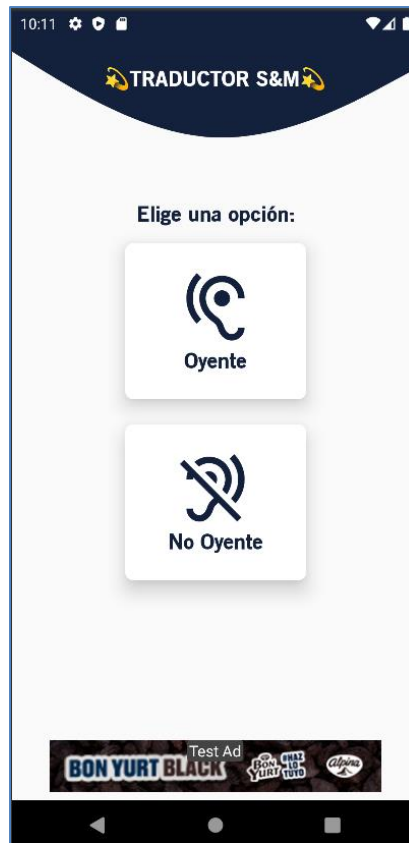 10:11
💫TRADUCTOR S&M💫
Elige una opción:
Oyente
No Oyente
Test Ad
BON YURT BLACK
BON YURT
#HAZ
LO
TUYO
alpina